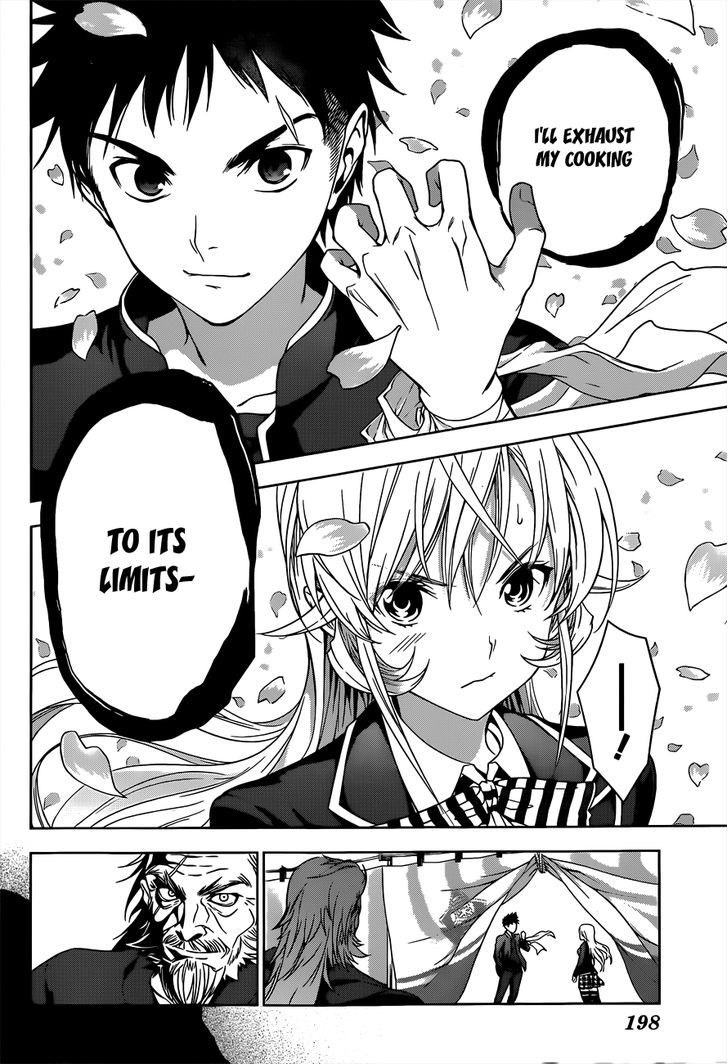 I'LL EXHAUST
MY COOKING
TO ITS
LIMITS-
—!
198